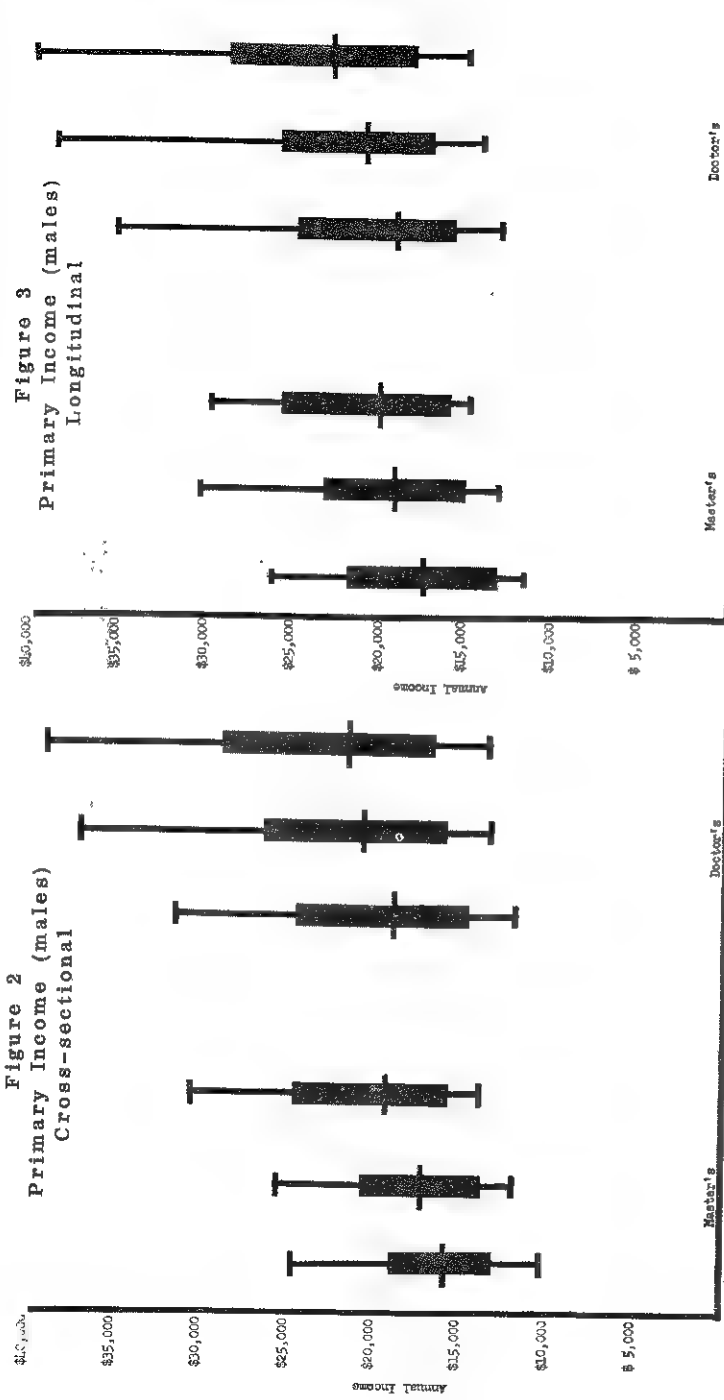 Figure 2
Primary Income (males)
Cross-sectional
$35,000
$30,000
$25,000
$20,000
$15,000
$10,000
$ 5,000
Annual Income
Master's
Doctor's
Figure 3
Primary Income (males)
Longitudinal
$40,000
$35,000
$30,000
$25,000
$20,000
$15,000
$10,000
$ 5,000
Annual Income
Master's
Doctor's